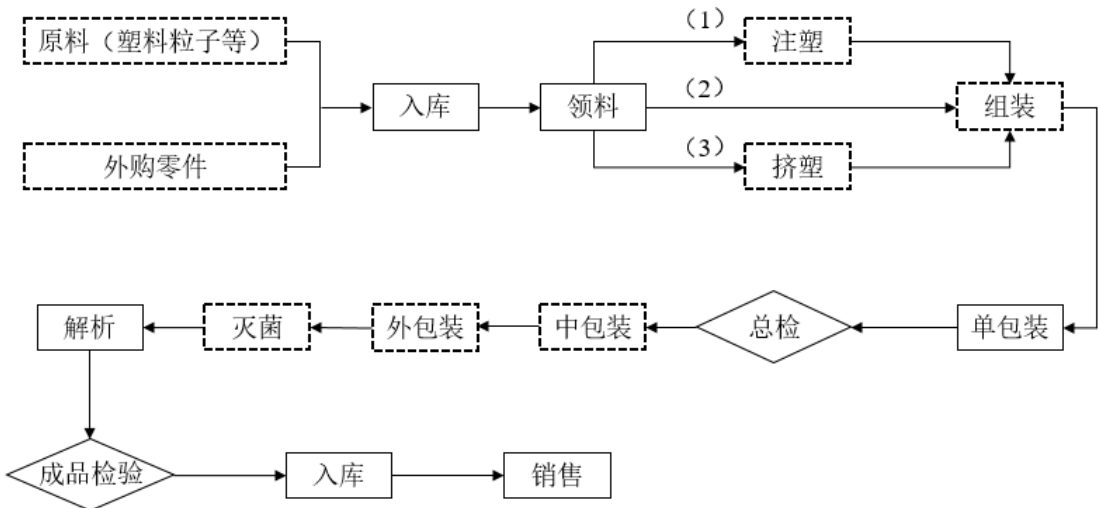 原料（塑料粒子等）
外购零件
入库
领料
（1）
注塑
（2）
组装
（3）
挤塑
单包装
总检
中包装
外包装
灭菌
解析
成品检验
入库
销售